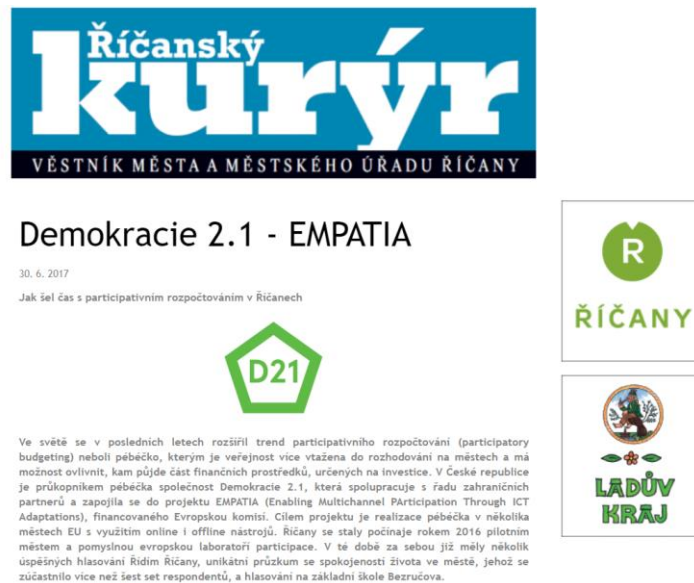 Říčanský
kurýr
VĚSTNÍK MĚSTA A MĚSTSKÉHO ÚŘADU ŘÍČANY
Demokracie 2.1 - EMPATIA
30. 6. 2017
Jak šel čas s participativním rozpočtováním v Říčanech
D21
Ve světě se v posledních letech rozšířil trend participativního rozpočtování (participatory
budgeting) neboli pébéčko, kterým je veřejnost více vtažena do rozhodování na městech a má
možnost ovlivnit, kam půjde část finančních prostředků, určených na investice. V České republice
je průkopníkem pébéčka společnost Demokracie 2.1, která spolupracuje s řadu zahraničních
partnerů a zapojila se do projektu EMPATIA (Enabling Multichannel PArticipation Through ICT
Adaptations), financovaného Evropskou komisí. Cílem projektu je realizace pébéčka v několika
městech EU s využitím online i offline nástrojů. Říčany se staly počínaje rokem 2016 pilotním
městem a pomyslnou evropskou laboratoří participace. V té době za sebou již měly několik
úspěšných hlasování Řídím Říčany, unikátní průzkum se spokojeností života ve městě, jehož se
zúčastnilo více než šest set respondentů, a hlasování na základní škole Bezručova.
Ř
ŘÍČANY
LADŮV
KRAJ